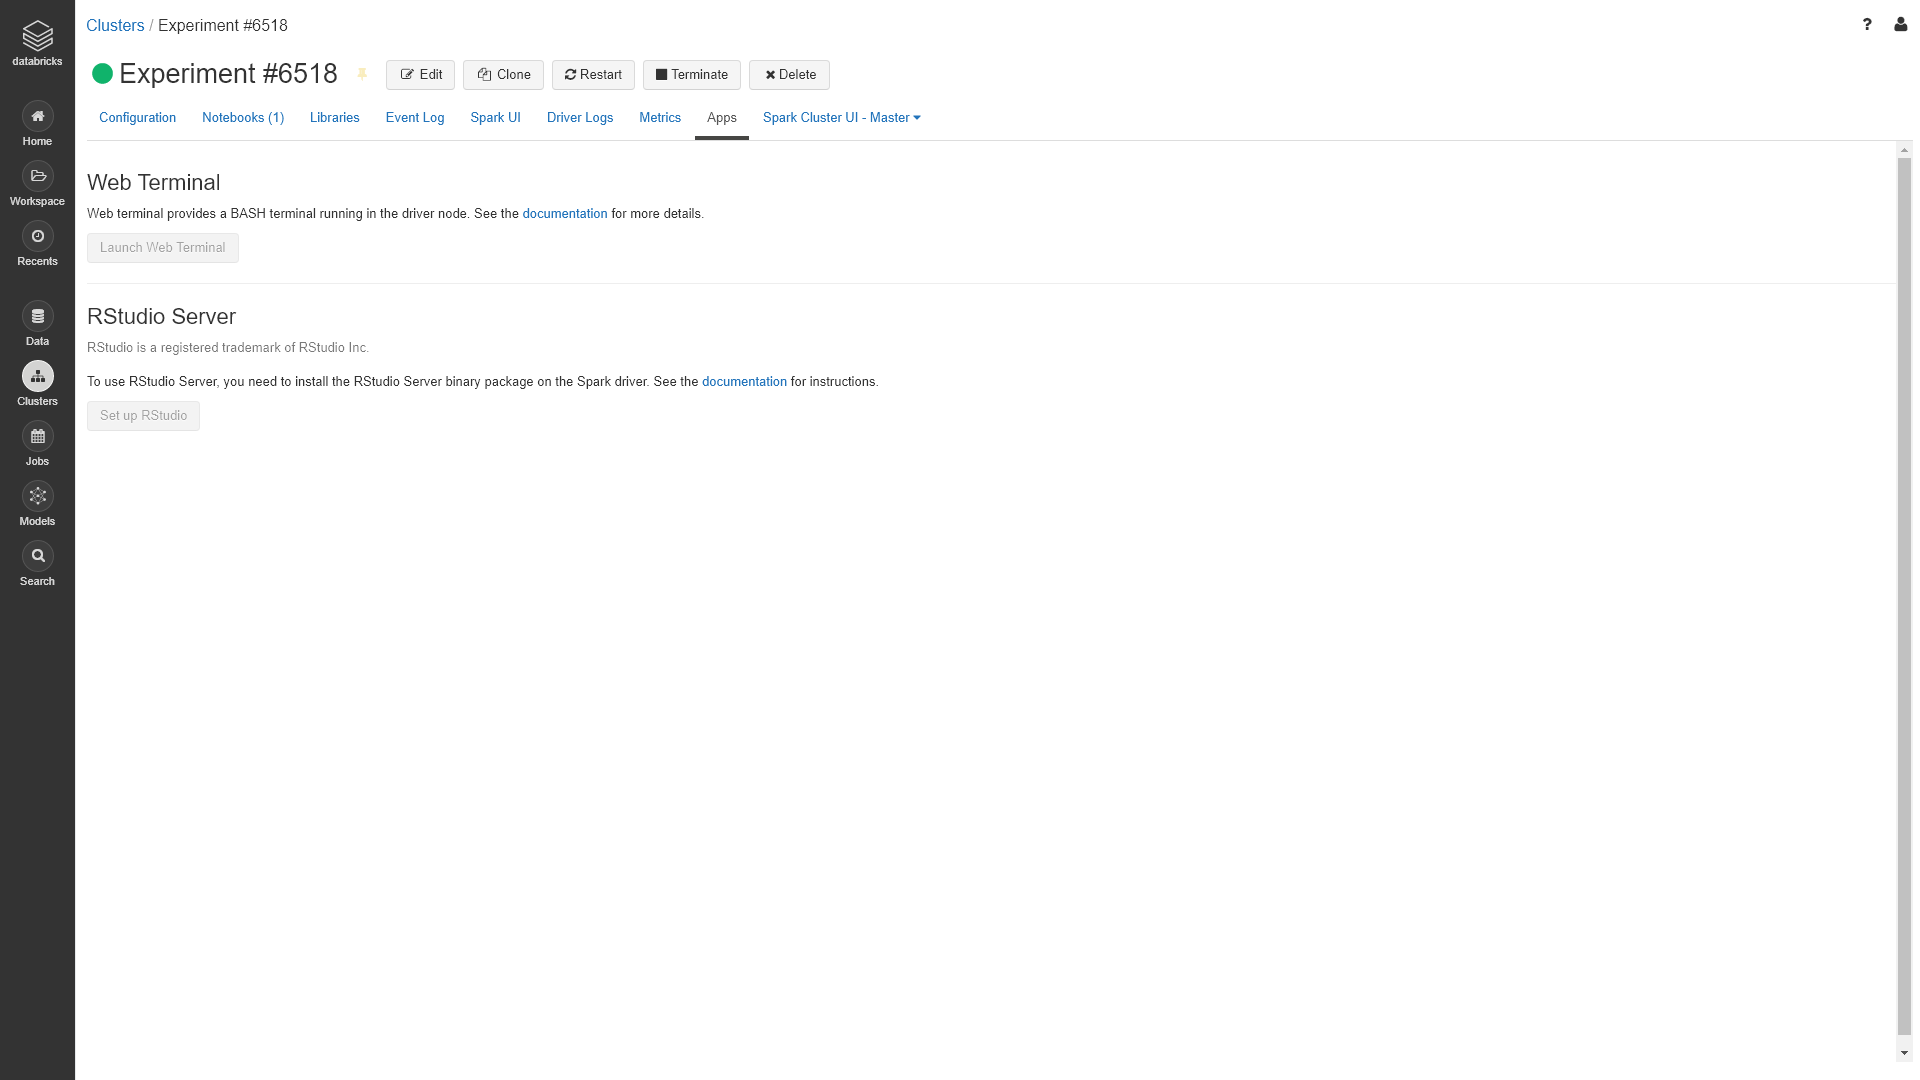 databricks
Home
Workspace
Recents
Data
Clusters
Jobs
Models
Search
Clusters / Experiment #6518
?
Experiment #6518
Edit
Clone
Restart
Terminate
Delete
Configuration
Notebooks (1)
Libraries
Event Log
Spark UI
Driver Logs
Metrics
Apps
Spark Cluster UI - Master
Web Terminal
Web terminal provides a BASH terminal running in the driver node. See the documentation for more details.
Launch Web Terminal
RStudio Server
RStudio is a registered trademark of RStudio Inc.
To use RStudio Server, you need to install the RStudio Server binary package on the Spark driver. See the documentation for instructions.
Set up RStudio